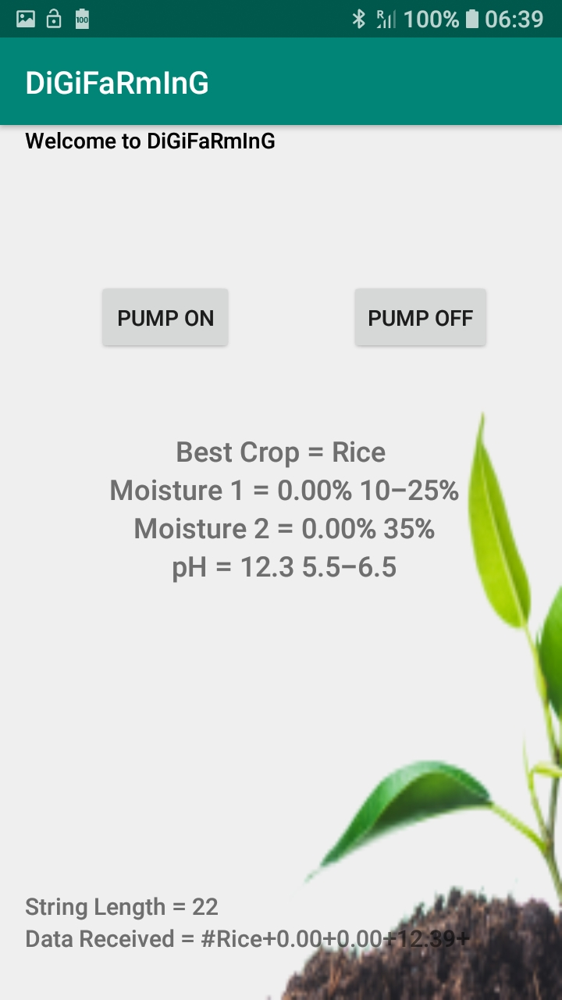 100 R 100% 06:39
DiGiFaRmInG
Welcome to DiGiFaRmInG
PUMP ON PUMP OFF
Best Crop = Rice
Moisture 1 = 0.00% 10–25%
Moisture 2 = 0.00% 35%
pH = 12.3 5.5–6.5
String Length = 22
Data Received = #Rice+0.00+0.00+12.39+